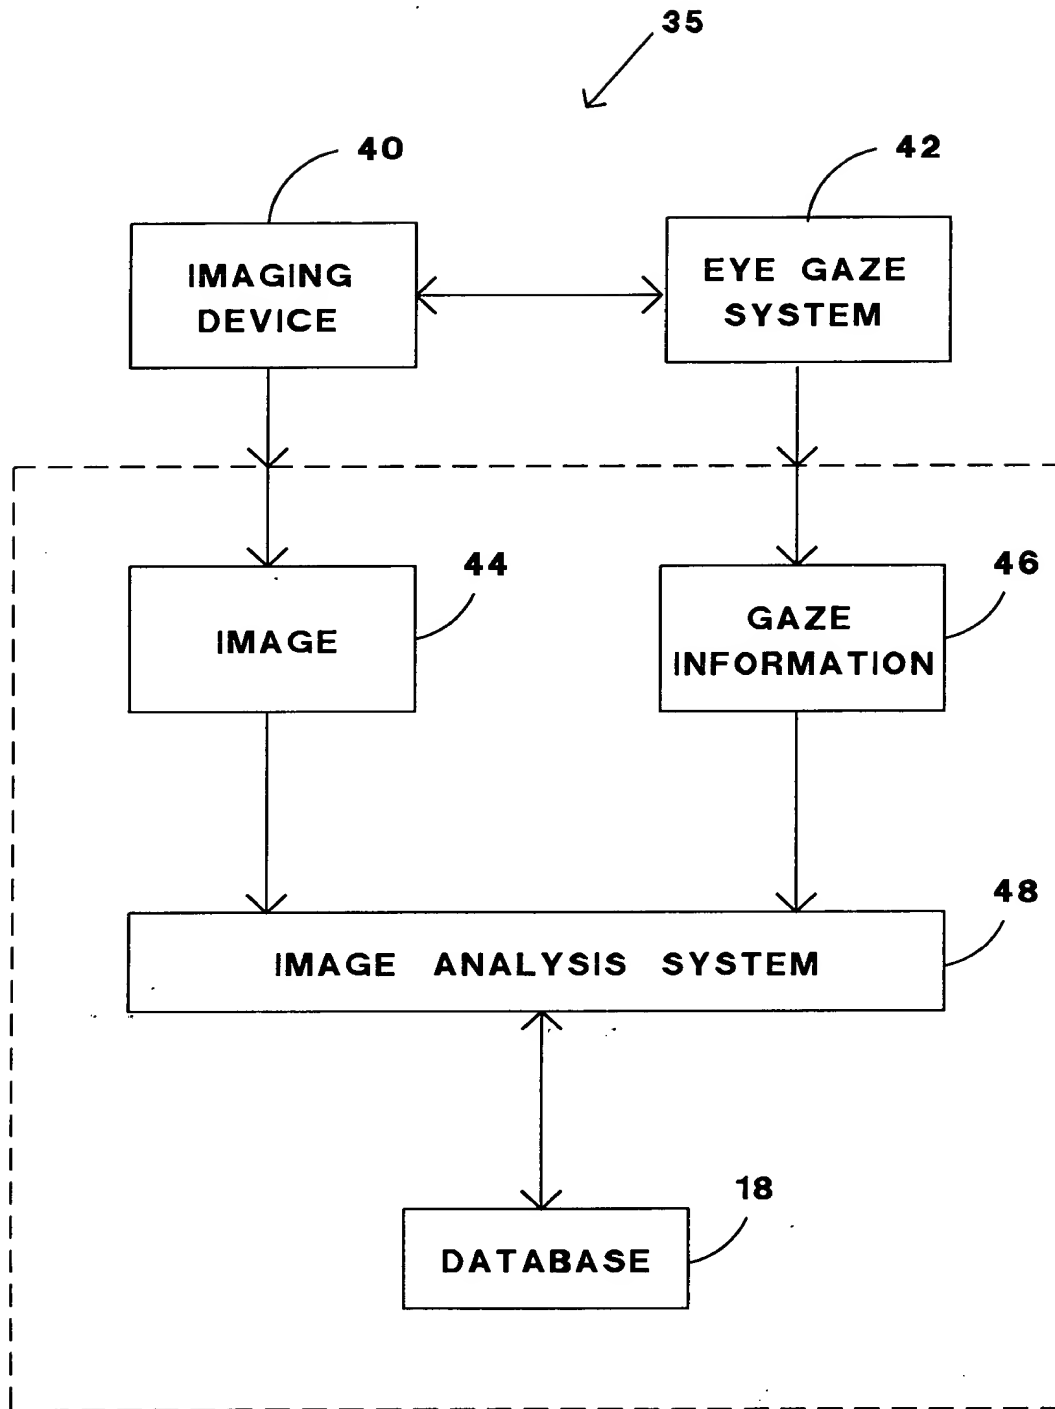 35
40
42
IMAGING
DEVICE
EYE GAZE
SYSTEM
44
46
IMAGE
GAZE
INFORMATION
48
IMAGE ANALYSIS SYSTEM
18
DATABASE